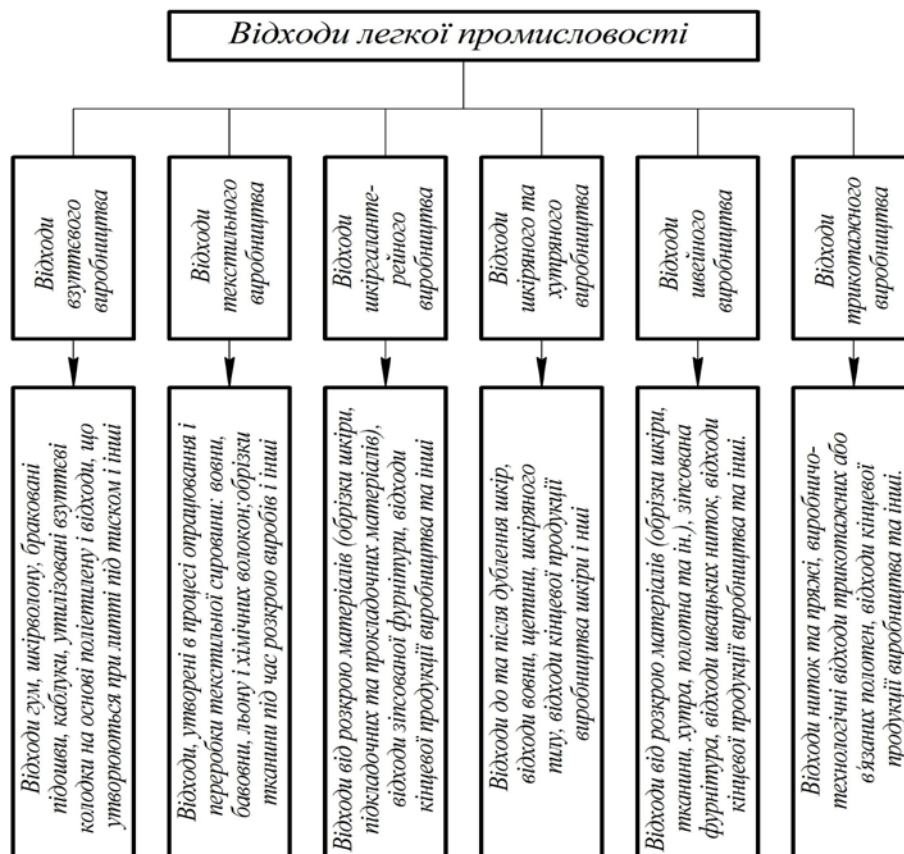 Відходи легкої промисловості
Відходи
взуттєвого
виробництва
Відходи
текстильного
виробництва
Відходи
шкіргаланте-
рейного
виробництва
Відходи
шкіряного та
хутряного
виробництва
Відходи
швейного
виробництва
Відходи
трикотажного
виробництва
Відходи гум, шкірволону, браковані
підошви, каблуки, утилізовані взуттєві
колодки на основі поліетилену і відходи, що
утворюються при литті під тиском і інші
Відходи, утворені в процесі опрацювання і
переробки текстильної сировини: вовни,
бавовни, льону і хімічних волокон;обрізки
тканини під час розкрою виробів і інші
Відходи від розкрою матеріалів (обрізки шкіри,
підкладочних та прокладочних матеріалів),
відходи зіпсованої фурнітури, відходи
кінцевої продукції виробництва та інші
Відходи до та після дублення шкір,
відходи вовни, щетини, шкіряного
пилу, відходи кінцевої продукції
виробництва шкіри і нші
Відходи від розкрою матеріалів (обрізки шкіри,
тканини, хутра, полотна та ін.), зіпсована
фурнітура, відходи швацьких ниток, відходи
кінцевої продукції виробництва та інші.
Відходи ниток та пряжі, виробничо-
технологічні відходи трикотажних або
в'язаних полотен, відходи кінцевої
продукції виробництва та інші.